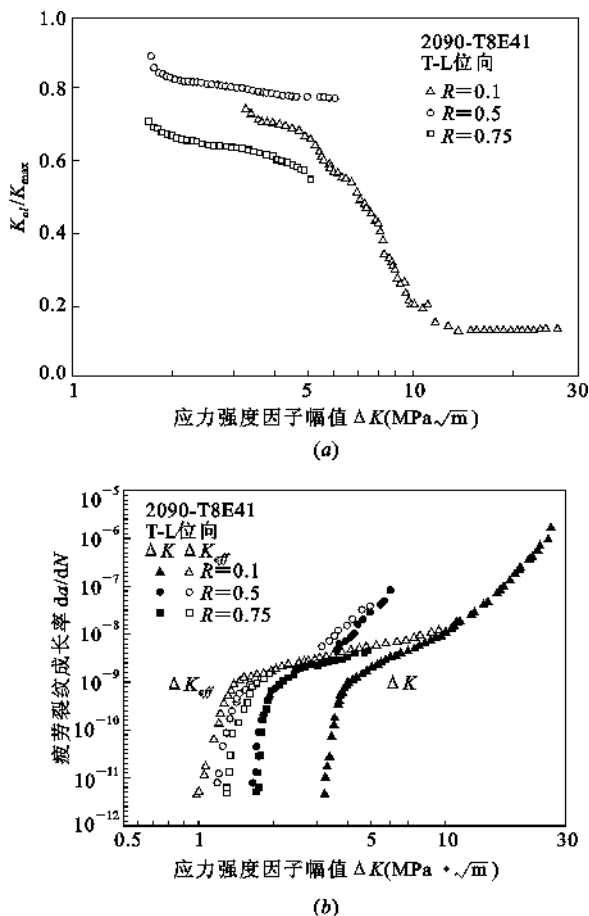 1.0
0.8
0.6
0.4
0.2
0.0
K_cl/K_max
2090-T8E41
T-L位向
△ R=0.1
○ R=0.5
□ R=0.75
1 5 10 30
应力强度因子幅值 ΔK(MPa√m)
(a)
10^-5
10^-6
10^-7
10^-8
10^-9
10^-10
10^-11
10^-12
疲劳裂纹成长率 da/dN
2090-T8E41
T-L位向
ΔK ΔK_eff
▲ △ R=0.1
● ○ R=0.5
■ □ R=0.75
ΔK_eff
ΔK
0.5 1 5 10 30
应力强度因子幅值 ΔK(MPa·√m)
(b)